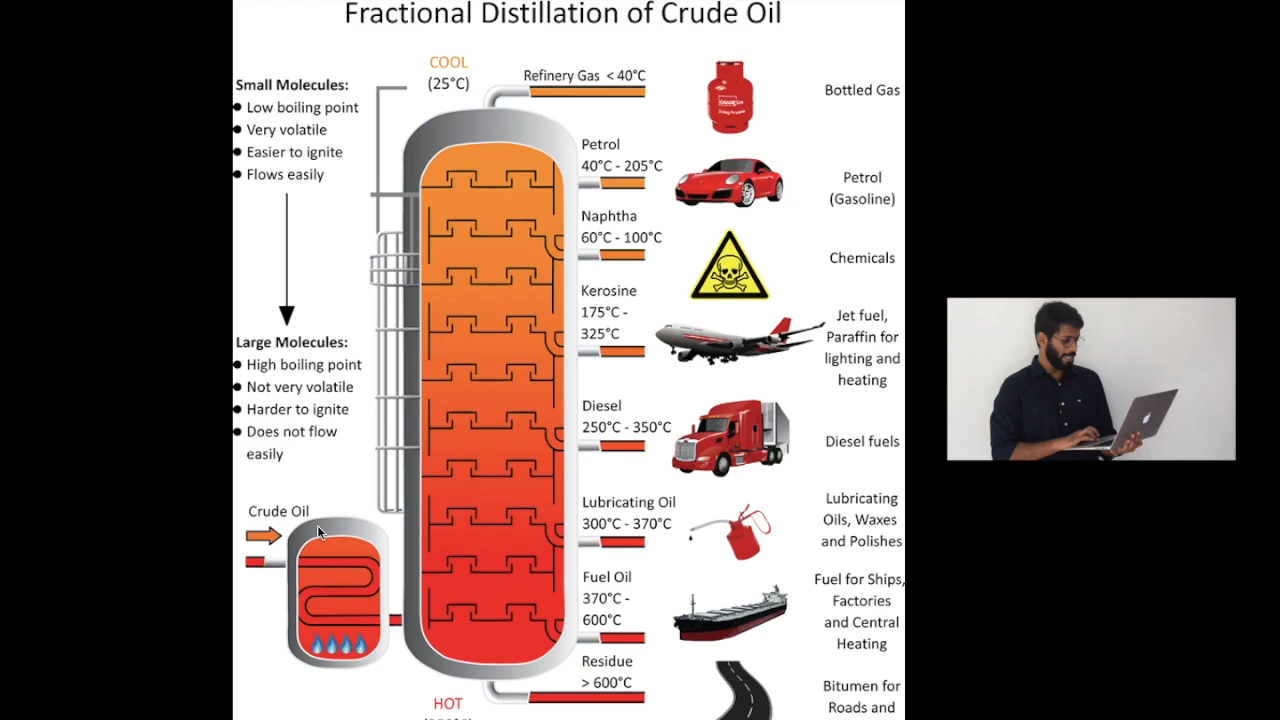 Fractional Distillation of Crude Oil
COOL
(25°C)
Small Molecules:
Low boiling point
Very volatile
Easier to ignite
Flows easily
Large Molecules:
High boiling point
Not very volatile
Harder to ignite
Does not flow
easily
Crude Oil
Refinery Gas < 40°C
Bottled Gas
Petrol
40°C - 205°C
Petrol
(Gasoline)
Naphtha
60°C - 100°C
Chemicals
Kerosine
175°C -
325°C
Jet fuel,
Paraffin for
lighting and
heating
Diesel
250°C - 350°C
Diesel fuels
Lubricating Oil
300°C - 370°C
Lubricating
Oils, Waxes
and Polishes
Fuel Oil
370°C -
600°C
Fuel for Ships,
Factories
and Central
Heating
Residue
> 600°C
Bitumen for
Roads and
HOT